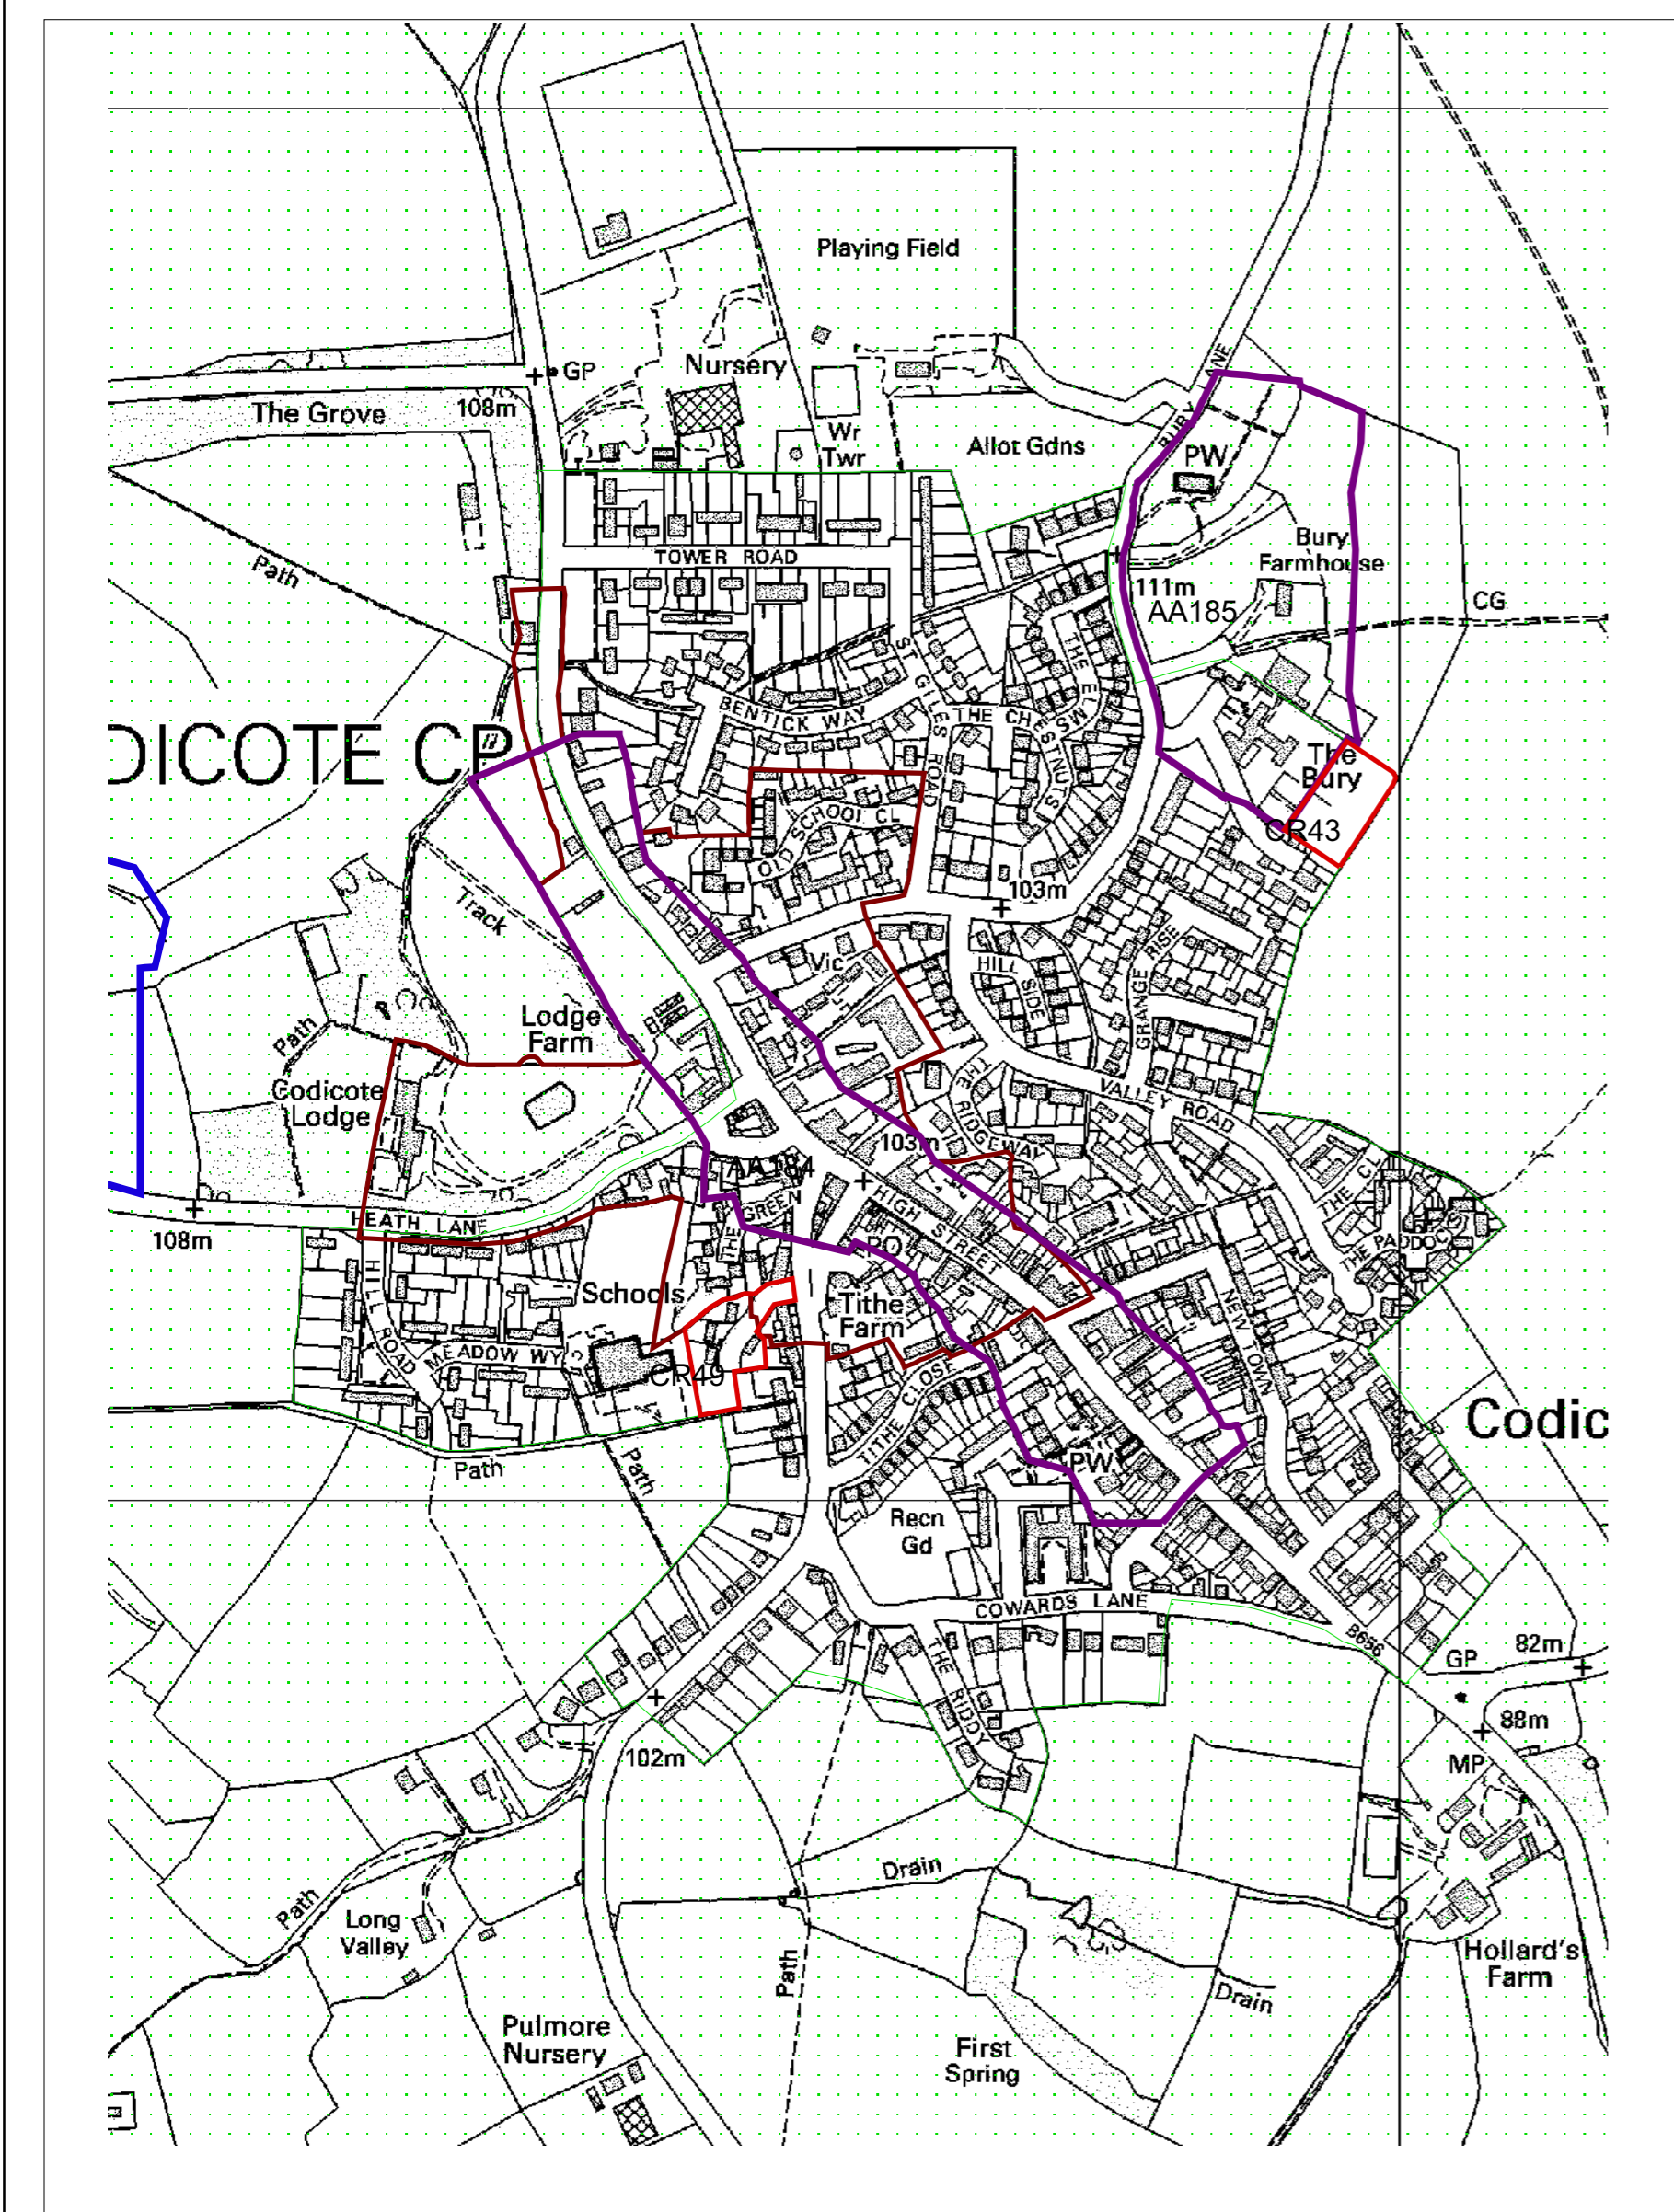 Playing Field
GP
Nursery
The Grove
108m
Wr
Twr
Allot Gdns
BURY
LANE
PW
Path
TOWER ROAD
Bury
Farmhouse
111m
AA185
CG
ST GILES ROAD
THE ELMS
BENTICK WAY
THE CHESTNUTS
DICOTE CP
The
Bury
OLD SCHOOL CL
CR43
103m
Track
Vic
HILL
SIDE
GRANGE RISE
Lodge
Farm
Path
Codicote
Lodge
THE RIDGEWAY
VALLEY ROAD
103m
AA184
HIGH STREET
THE GREEN
HEATH LANE
108m
PO
THE
PADDOCK
Schools
HILL ROAD
Tithe
Farm
NEW TOWN
MEADOW WY
CR49
TITHE CLOSE
Codic
Path
Path
PW
Recn
Gd
COWARDS LANE
B656
THE RIDDY
GP
82m
88m
102m
MP
Drain
Path
Long
Valley
Path
Hollard's
Farm
Drain
Pulmore
Nursery
First
Spring